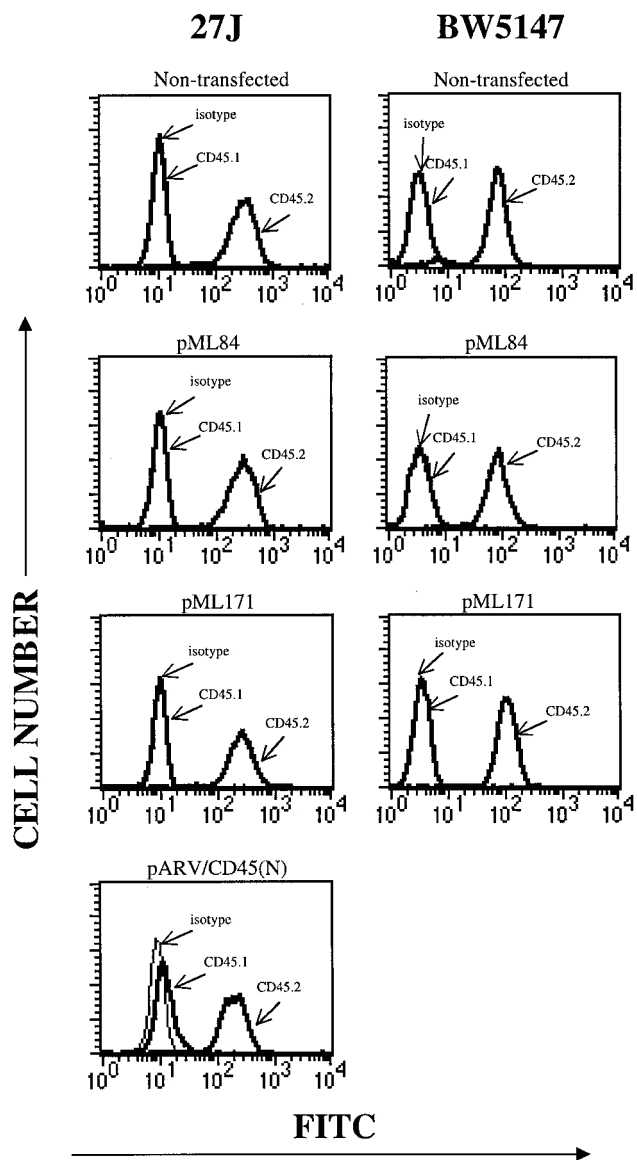 27J BW5147
Non-transfected Non-transfected
isotype
CD45.1
CD45.2
10^0 10^1 10^2 10^3 10^4
isotype
CD45.1
CD45.2
10^0 10^1 10^2 10^3 10^4
pML84 pML84
isotype
CD45.1
CD45.2
10^0 10^1 10^2 10^3 10^4
isotype
CD45.1
CD45.2
10^0 10^1 10^2 10^3 10^4
pML171 pML171
isotype
CD45.1
CD45.2
10^0 10^1 10^2 10^3 10^4
isotype
CD45.1
CD45.2
10^0 10^1 10^2 10^3 10^4
pARV/CD45(N)
isotype
CD45.1
CD45.2
10^0 10^1 10^2 10^3 10^4
CELL NUMBER
FITC